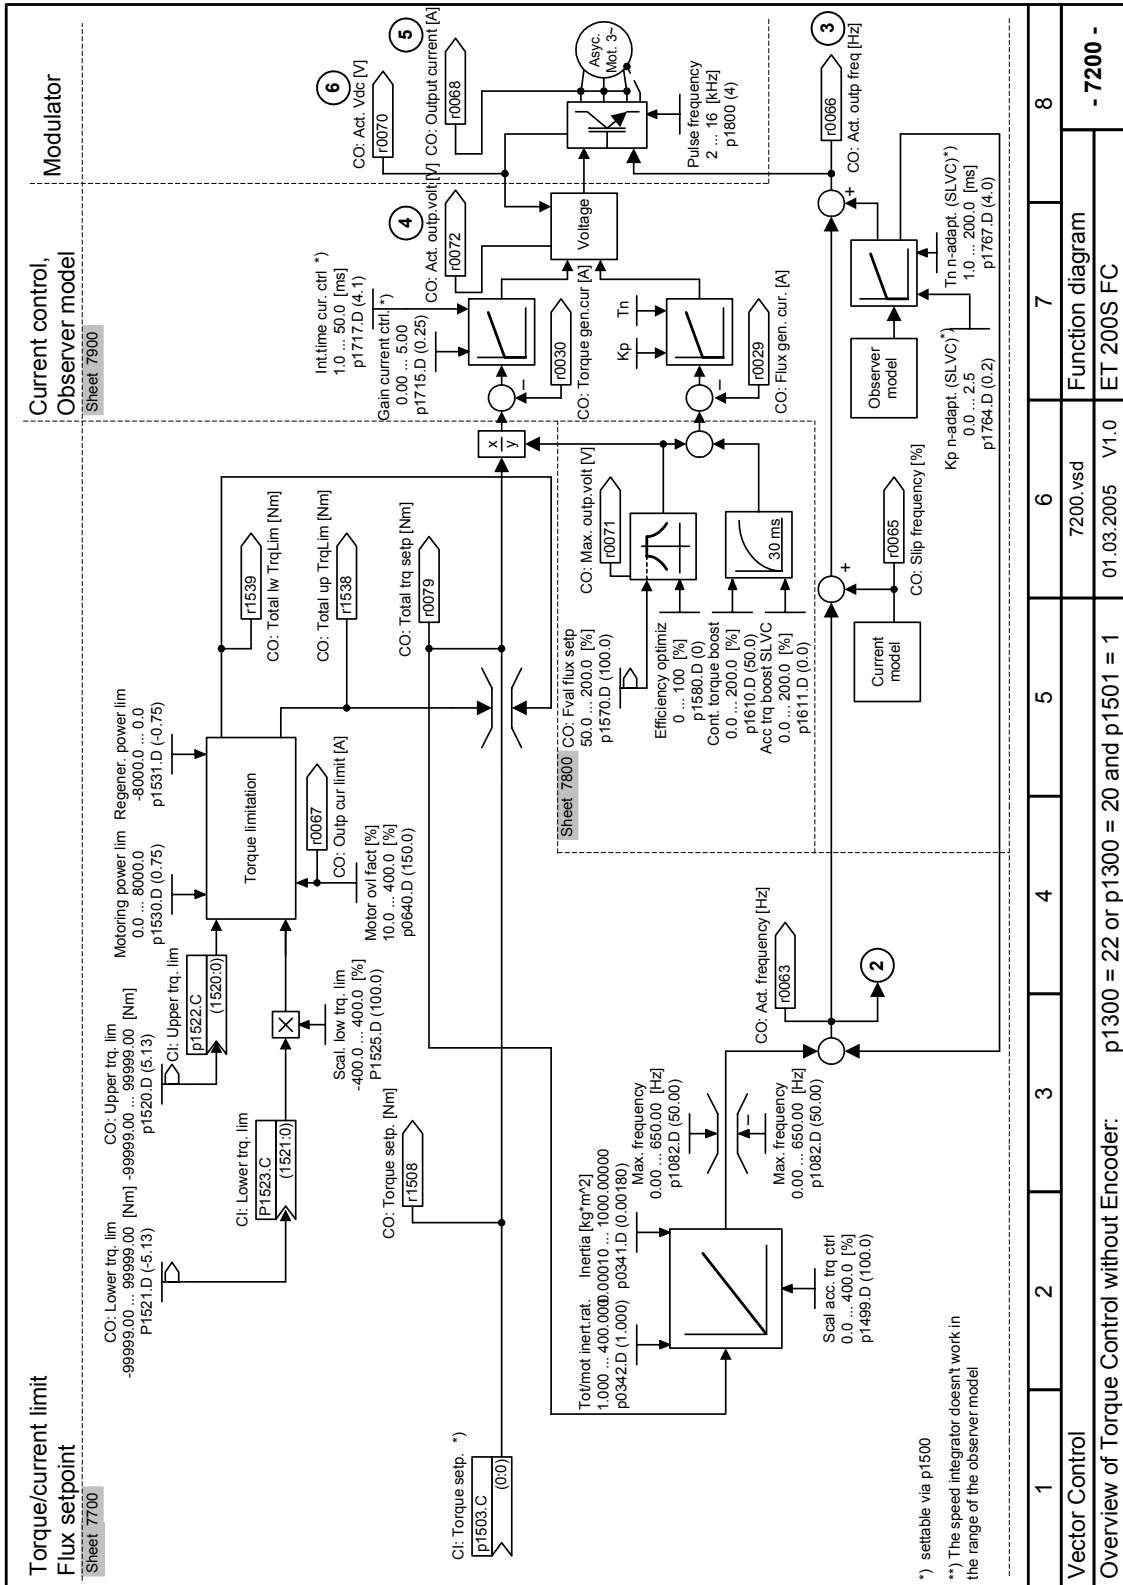 Torque/current limit
Flux setpoint
Sheet 7700
Current control,
Observer model
Sheet 7900
Modulator
CO: Lower trq. lim
-99999.00 ... 99999.00 [Nm]
P1521.D (-5.13)
CO: Upper trq. lim
-99999.00 ... 99999.00 [Nm]
p1520.D (5.13)
CI: Lower trq. lim
P1523.C
(1521:0)
CI: Upper trq. lim
p1522.C
(1520:0)
Scal. low trq. lim
-400.0 ... 400.0 [%]
P1525.D (100.0)
Motoring power lim
0.0 ... 8000.0
p1530.D (0.75)
Regener. power lim
-8000.0 ... 0.0
p1531.D (-0.75)
Torque limitation
r0067
CO: Outp cur limit [A]
Motor ovl fact [%]
10.0 ... 400.0 [%]
p0640.D (150.0)
r1539
CO: Total lw TrqLim [Nm]
r1538
CO: Total up TrqLim [Nm]
r0079
CO: Total trq setp [Nm]
CI: Torque setp. *)
p1503.C
(0:0)
CO: Torque setp. [Nm]
r1508
x
y
Int.time cur. ctrl *)
1.0 ... 50.0 [ms]
p1717.D (4.1)
Gain current ctrl. *)
0.00 ... 5.00
p1715.D (0.25)
6
CO: Act. Vdc [V]
r0070
5
CO: Output current [A]
r0068
4
CO: Act. outp.volt [V]
r0072
Asyc.
Mot. 3~
Voltage
Pulse frequency
2 ... 16 [kHz]
p1800 (4)
r0030
CO: Torque gen.cur [A]
Kp
Tn
r0029
CO: Flux gen. cur. [A]
Sheet 7800
CO: Fval flux setp
50.0 ... 200.0 [%]
p1570.D (100.0)
CO: Max. outp.volt [V]
r0071
Efficiency optimiz
0 ... 100 [%]
p1580.D (0)
Cont. torque boost
0.0 ... 200.0 [%]
p1610.D (50.0)
Acc trq boost SLVC
0.0 ... 200.0 [%]
p1611.D (0.0)
30 ms
3
r0066
CO: Act. outp freq [Hz]
Tot/mot inert.rat.
1.000 ... 400.000
p0342.D (1.000)
Inertia [kg*m^2]
0.00010 ... 1000.00000
p0341.D (0.00180)
Scal acc. trq ctrl
0.0 ... 400.0 [%]
p1499.D (100.0)
Max. frequency
0.00 ... 650.00 [Hz]
p1082.D (50.00)
Max. frequency
0.00 ... 650.00 [Hz]
p1082.D (50.00)
CO: Act. frequency [Hz]
r0063
2
Current
model
r0065
CO: Slip frequency [%]
Observer
model
Kp n-adapt. (SLVC)*)
0.0 ... 2.5
p1764.D (0.2)
Tn n-adapt. (SLVC)*)
1.0 ... 200.0 [ms]
p1767.D (4.0)
*) settable via p1500
**) The speed integrator doesn't work in
the range of the observer model
1 2 3 4 5 6 7 8
Vector Control
7200.vsd
Function diagram
- 7200 -
Overview of Torque Control without Encoder: p1300 = 22 or p1300 = 20 and p1501 = 1
01.03.2005 V1.0
ET 200S FC